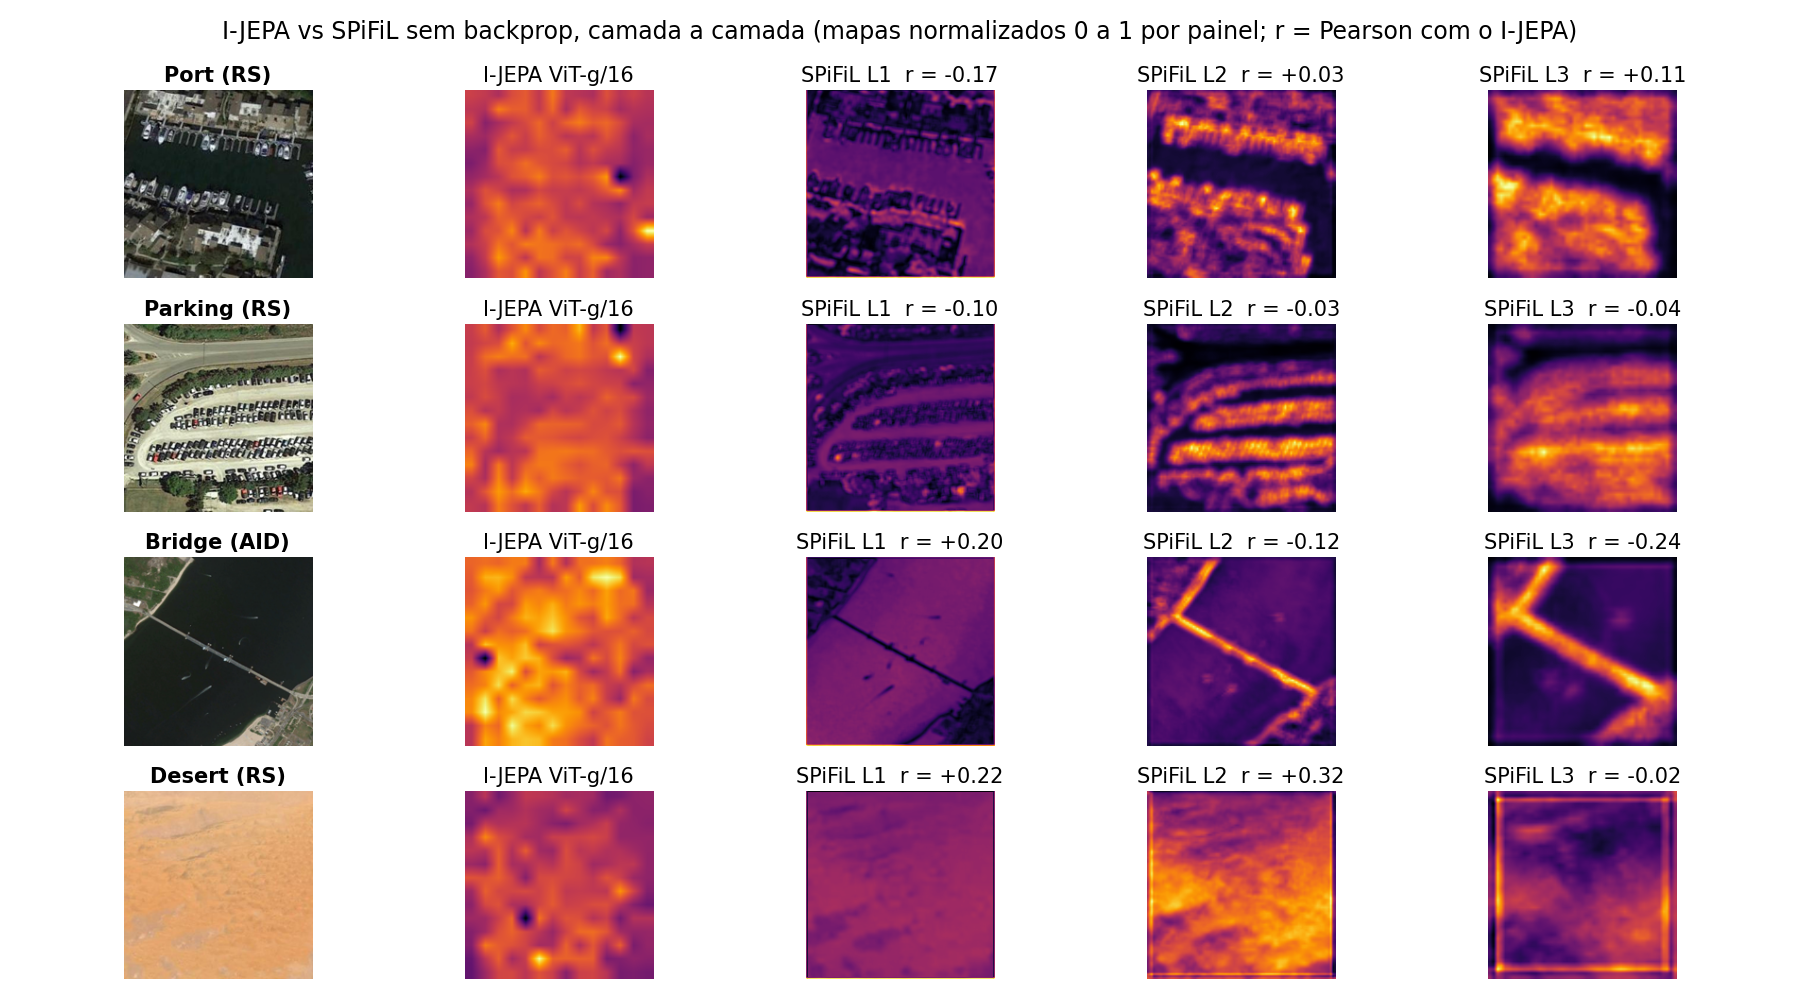 I-JEPA vs SPiFiL sem backprop, camada a camada (mapas normalizados 0 a 1 por painel; r = Pearson com o I-JEPA)
Port (RS)
I-JEPA ViT-g/16
SPiFiL L1 r = -0.17
SPiFiL L2 r = +0.03
SPiFiL L3 r = +0.11
Parking (RS)
I-JEPA ViT-g/16
SPiFiL L1 r = -0.10
SPiFiL L2 r = -0.03
SPiFiL L3 r = -0.04
Bridge (AID)
I-JEPA ViT-g/16
SPiFiL L1 r = +0.20
SPiFiL L2 r = -0.12
SPiFiL L3 r = -0.24
Desert (RS)
I-JEPA ViT-g/16
SPiFiL L1 r = +0.22
SPiFiL L2 r = +0.32
SPiFiL L3 r = -0.02